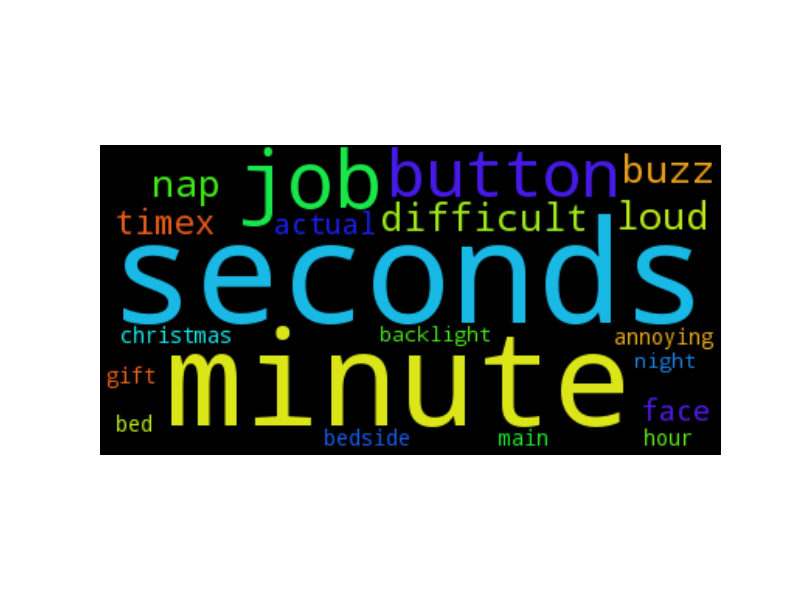 nap job button buzz
timex actual difficult loud
seconds
christmas backlight annoying
minute night
gift
face
bed bedside main hour